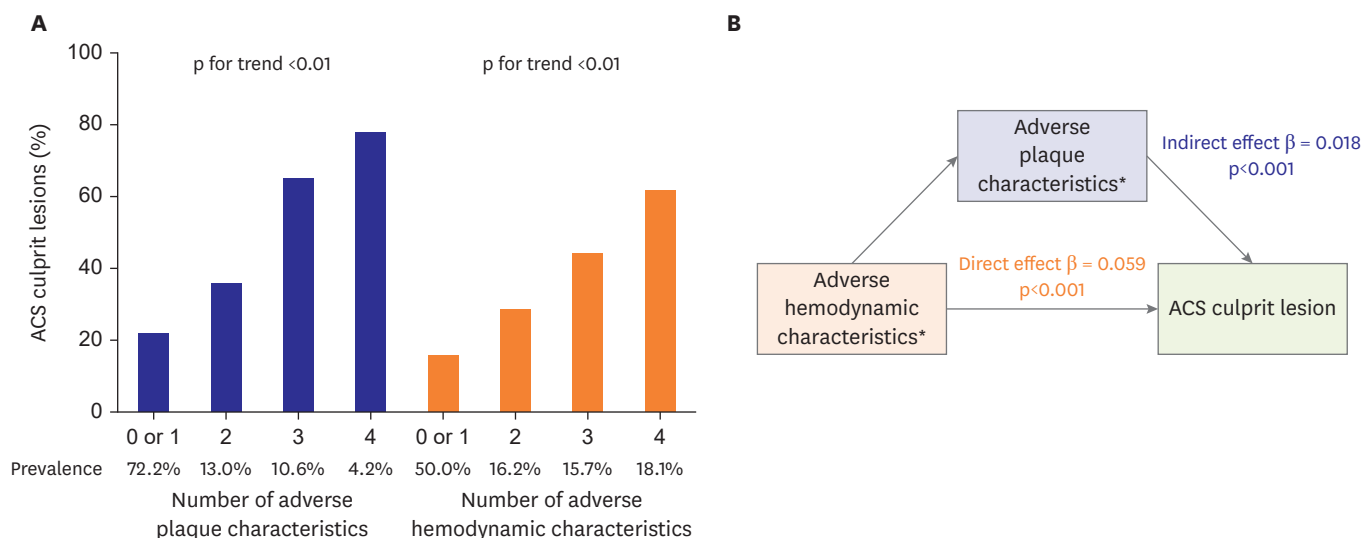 A
100
80
60
40
20
0
ACS culprit lesions (%)
p for trend <0.01
p for trend <0.01
0 or 1 2 3 4 0 or 1 2 3 4
Prevalence 72.2% 13.0% 10.6% 4.2% 50.0% 16.2% 15.7% 18.1%
Number of adverse
plaque characteristics
Number of adverse
hemodynamic characteristics
B
Adverse
plaque
characteristics*
Indirect effect β = 0.018
p<0.001
Adverse
hemodynamic
characteristics*
Direct effect β = 0.059
p<0.001
ACS culprit lesion